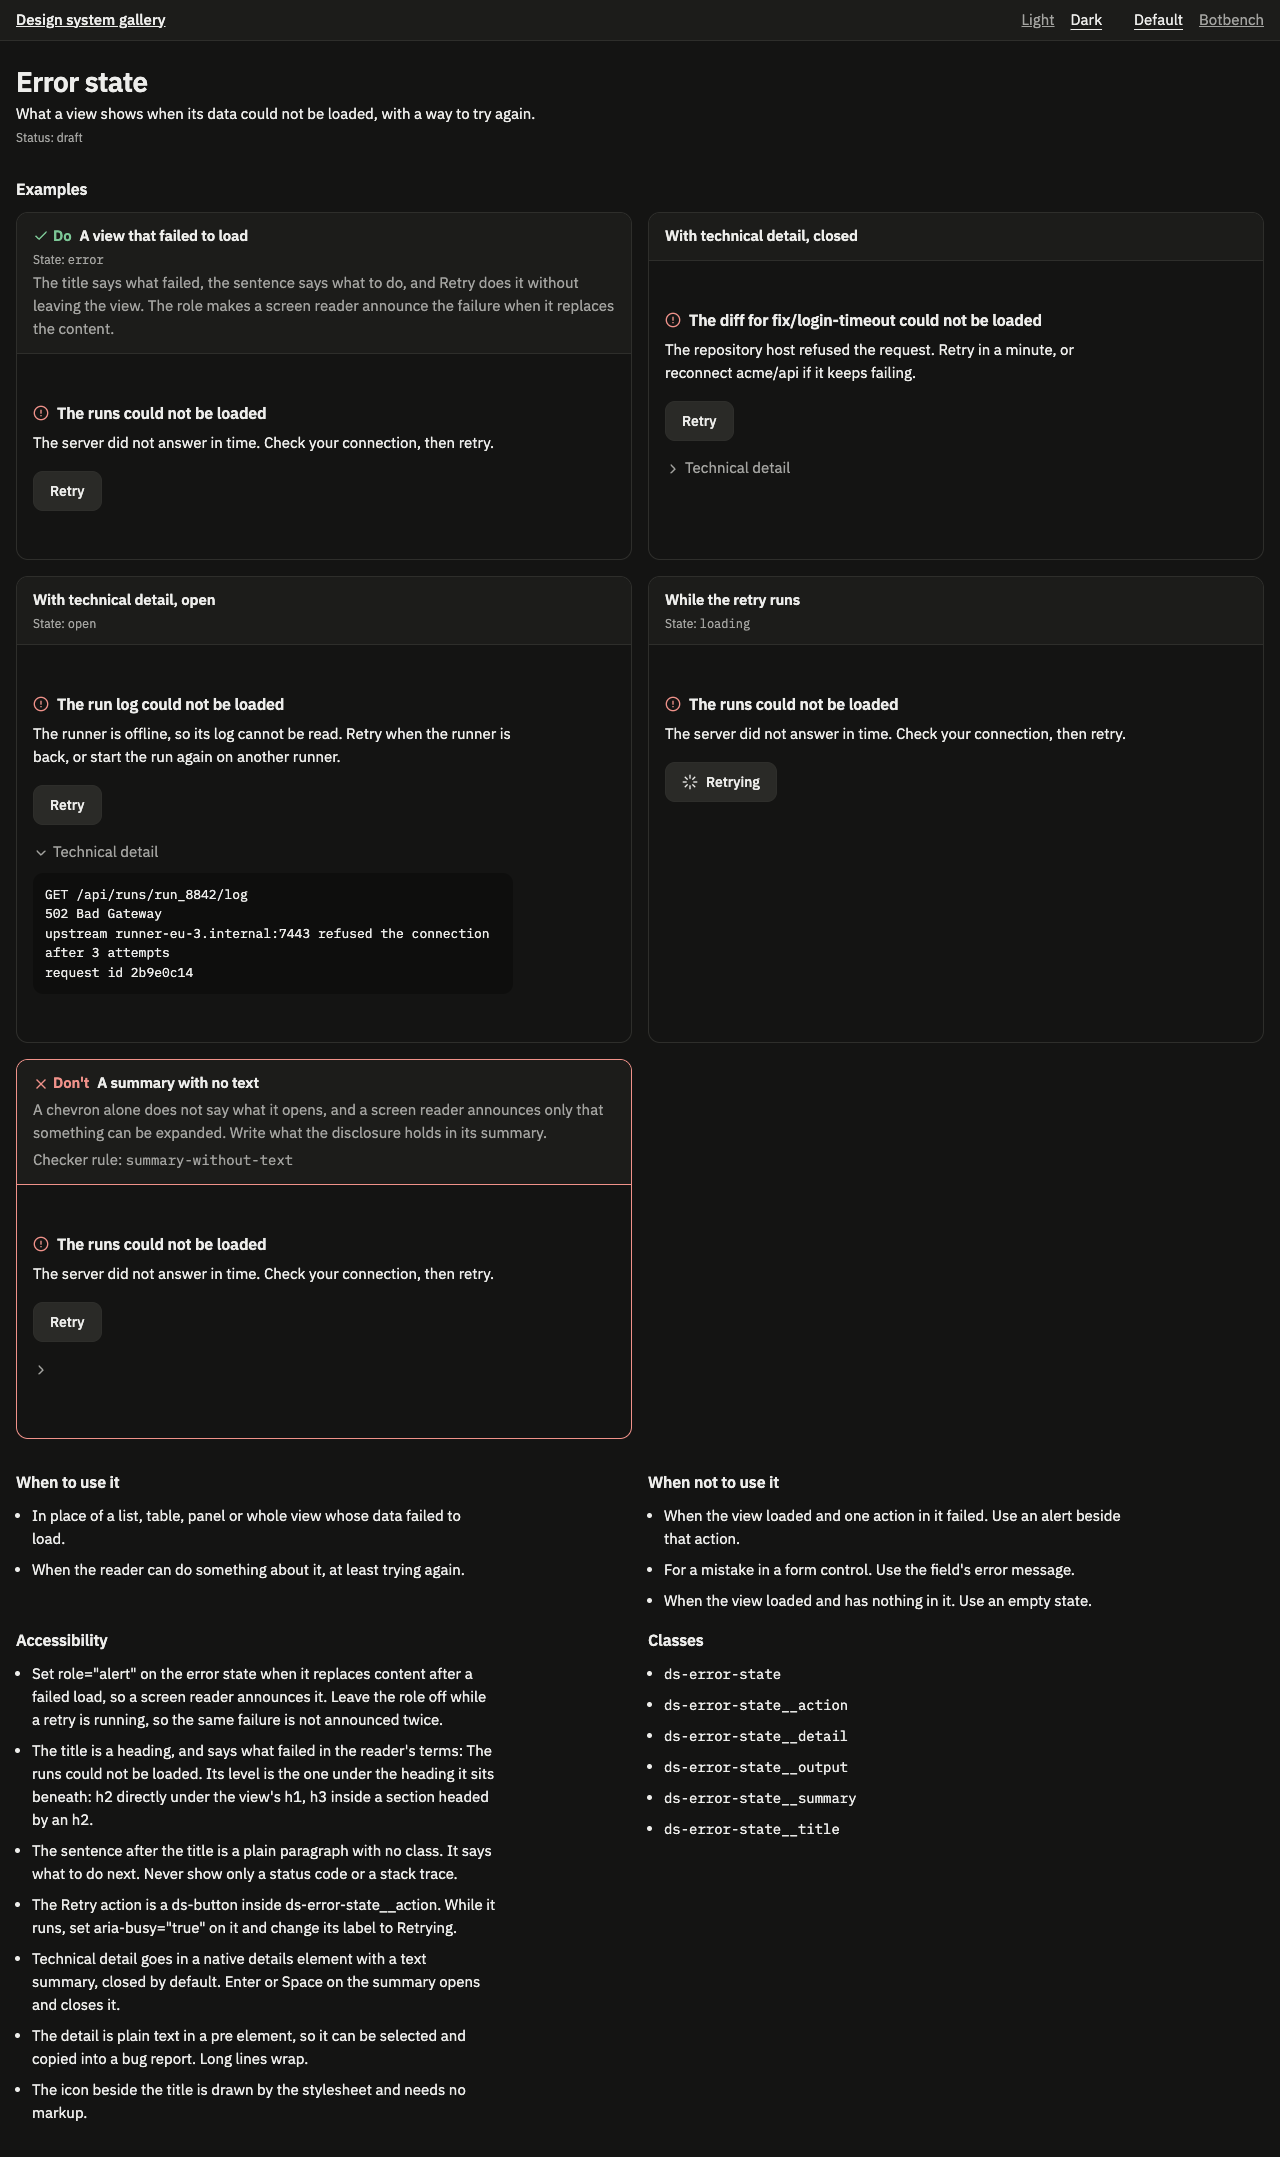 Design system gallery
Light Dark Default Botbench
Error state
What a view shows when its data could not be loaded, with a way to try again.
Status: draft
Examples
Do A view that failed to load
State: error
The title says what failed, the sentence says what to do, and Retry does it without
leaving the view. The role makes a screen reader announce the failure when it replaces
the content.
The runs could not be loaded
The server did not answer in time. Check your connection, then retry.
Retry
With technical detail, closed
The diff for fix/login-timeout could not be loaded
The repository host refused the request. Retry in a minute, or
reconnect acme/api if it keeps failing.
Retry
Technical detail
With technical detail, open
State: open
The run log could not be loaded
The runner is offline, so its log cannot be read. Retry when the runner is
back, or start the run again on another runner.
Retry
Technical detail
GET /api/runs/run_8842/log
502 Bad Gateway
upstream runner-eu-3.internal:7443 refused the connection
after 3 attempts
request id 2b9e0c14
While the retry runs
State: loading
The runs could not be loaded
The server did not answer in time. Check your connection, then retry.
Retrying
Don't A summary with no text
A chevron alone does not say what it opens, and a screen reader announces only that
something can be expanded. Write what the disclosure holds in its summary.
Checker rule: summary-without-text
The runs could not be loaded
The server did not answer in time. Check your connection, then retry.
Retry
When to use it
In place of a list, table, panel or whole view whose data failed to
load.
When the reader can do something about it, at least trying again.
When not to use it
When the view loaded and one action in it failed. Use an alert beside
that action.
For a mistake in a form control. Use the field's error message.
When the view loaded and has nothing in it. Use an empty state.
Accessibility
Set role="alert" on the error state when it replaces content after a
failed load, so a screen reader announces it. Leave the role off while
a retry is running, so the same failure is not announced twice.
The title is a heading, and says what failed in the reader's terms: The
runs could not be loaded. Its level is the one under the heading it sits
beneath: h2 directly under the view's h1, h3 inside a section headed
by an h2.
The sentence after the title is a plain paragraph with no class. It says
what to do next. Never show only a status code or a stack trace.
The Retry action is a ds-button inside ds-error-state__action. While it
runs, set aria-busy="true" on it and change its label to Retrying.
Technical detail goes in a native details element with a text
summary, closed by default. Enter or Space on the summary opens
and closes it.
The detail is plain text in a pre element, so it can be selected and
copied into a bug report. Long lines wrap.
The icon beside the title is drawn by the stylesheet and needs no
markup.
Classes
ds-error-state
ds-error-state__action
ds-error-state__detail
ds-error-state__output
ds-error-state__summary
ds-error-state__title